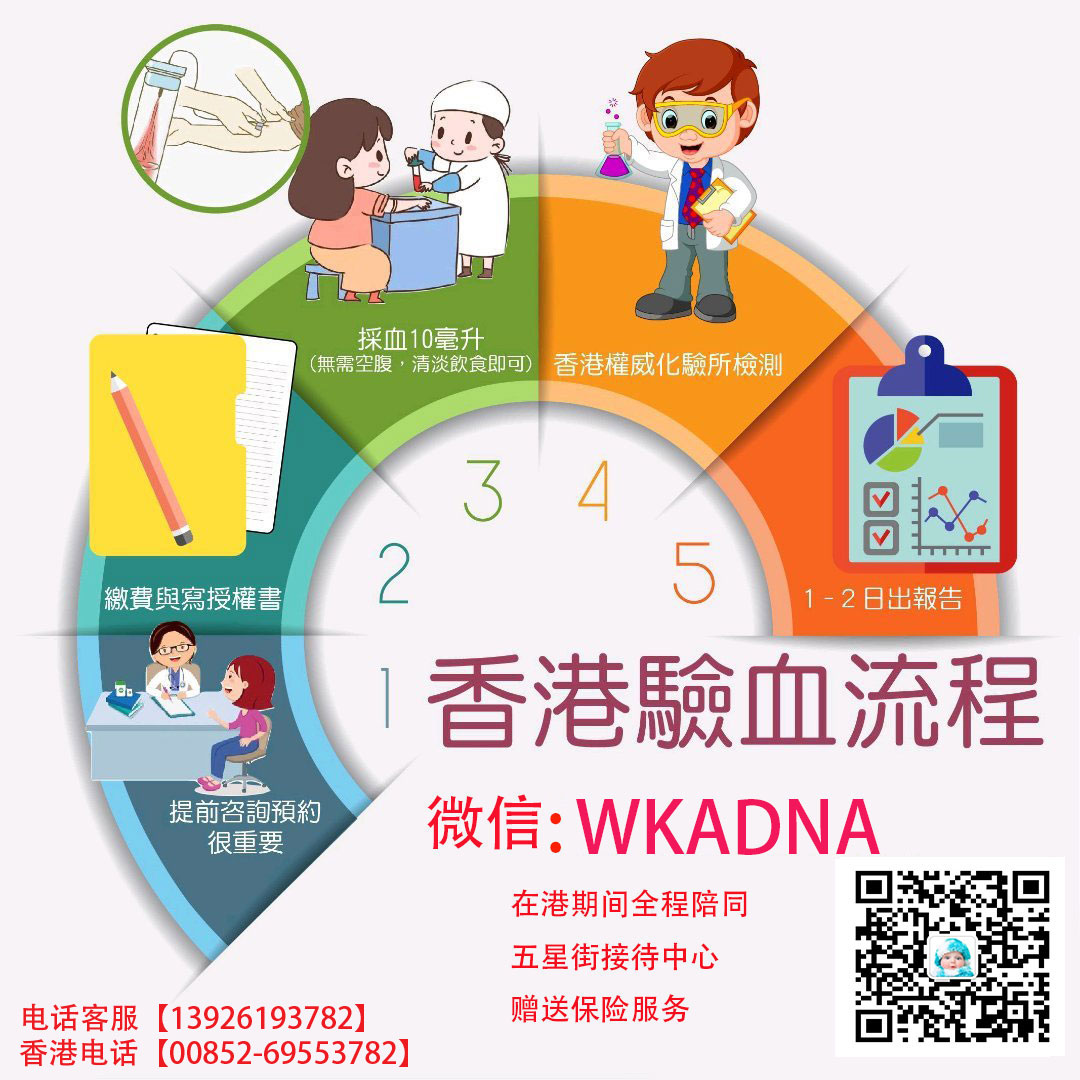 採血10毫升
（無需空腹，清淡飲食即可）
香港權威化驗所檢測
3
4
2
5
繳費與寫授權書
1-2日出報告
1
香港驗血流程
提前咨詢預約
很重要
微信: WKADNA
在港期间全程陪同
五星街接待中心
赠送保险服务
电话客服【13926193782】
香港电话【00852-69553782】